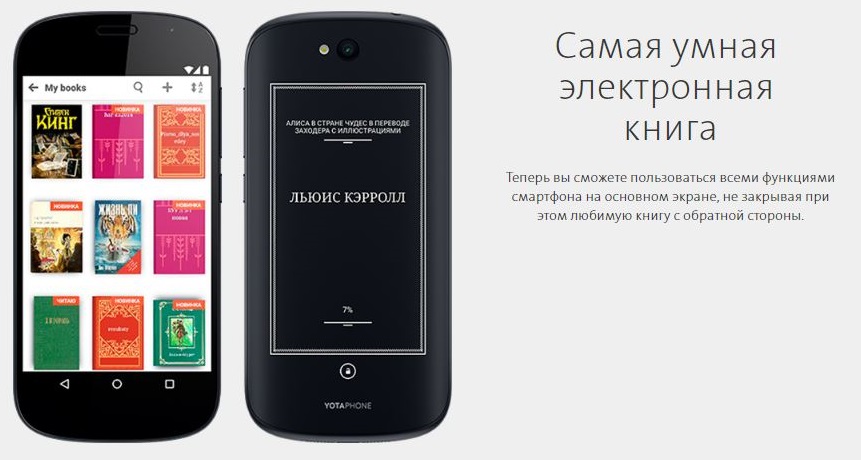 My books
НОВИНКА
НОВИНКА
СТИВЕН
КИНГ
НОВИНКА
ЖИЗНЬ ПИ
НОВИНКА
ЧИТАЮ
НОВИНКА
НОВИНКА
АЛИСА В СТРАНЕ ЧУДЕС В ПЕРЕВОДЕ
ЗАХОДЕРА С ИЛЛЮСТРАЦИЯМИ
ЛЬЮИС КЭРРОЛЛ
7%
YOTAPHONE
Самая умная
электронная
книга
Теперь вы сможете пользоваться всеми функциями
смартфона на основном экране, не закрывая при
этом любимую книгу с обратной стороны.